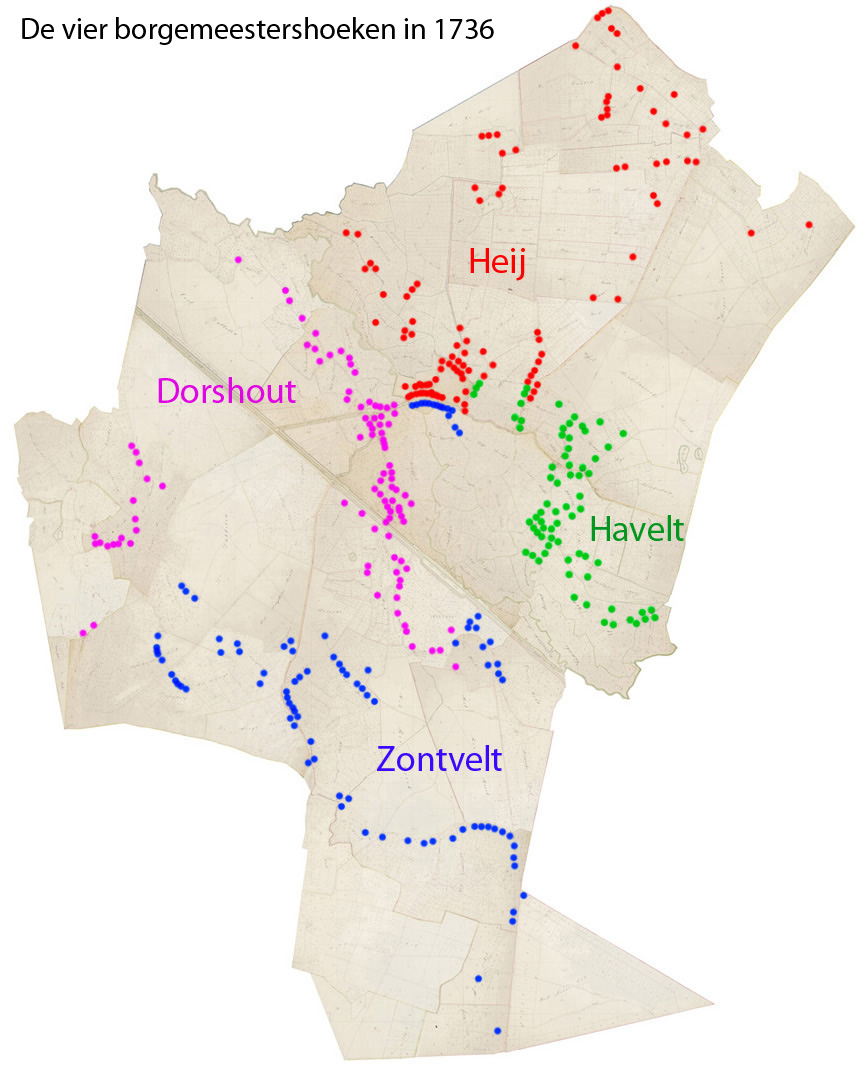 De vier borgemeestershoeken in 1736
Heij
Dorshout
Havelt
Zontvelt